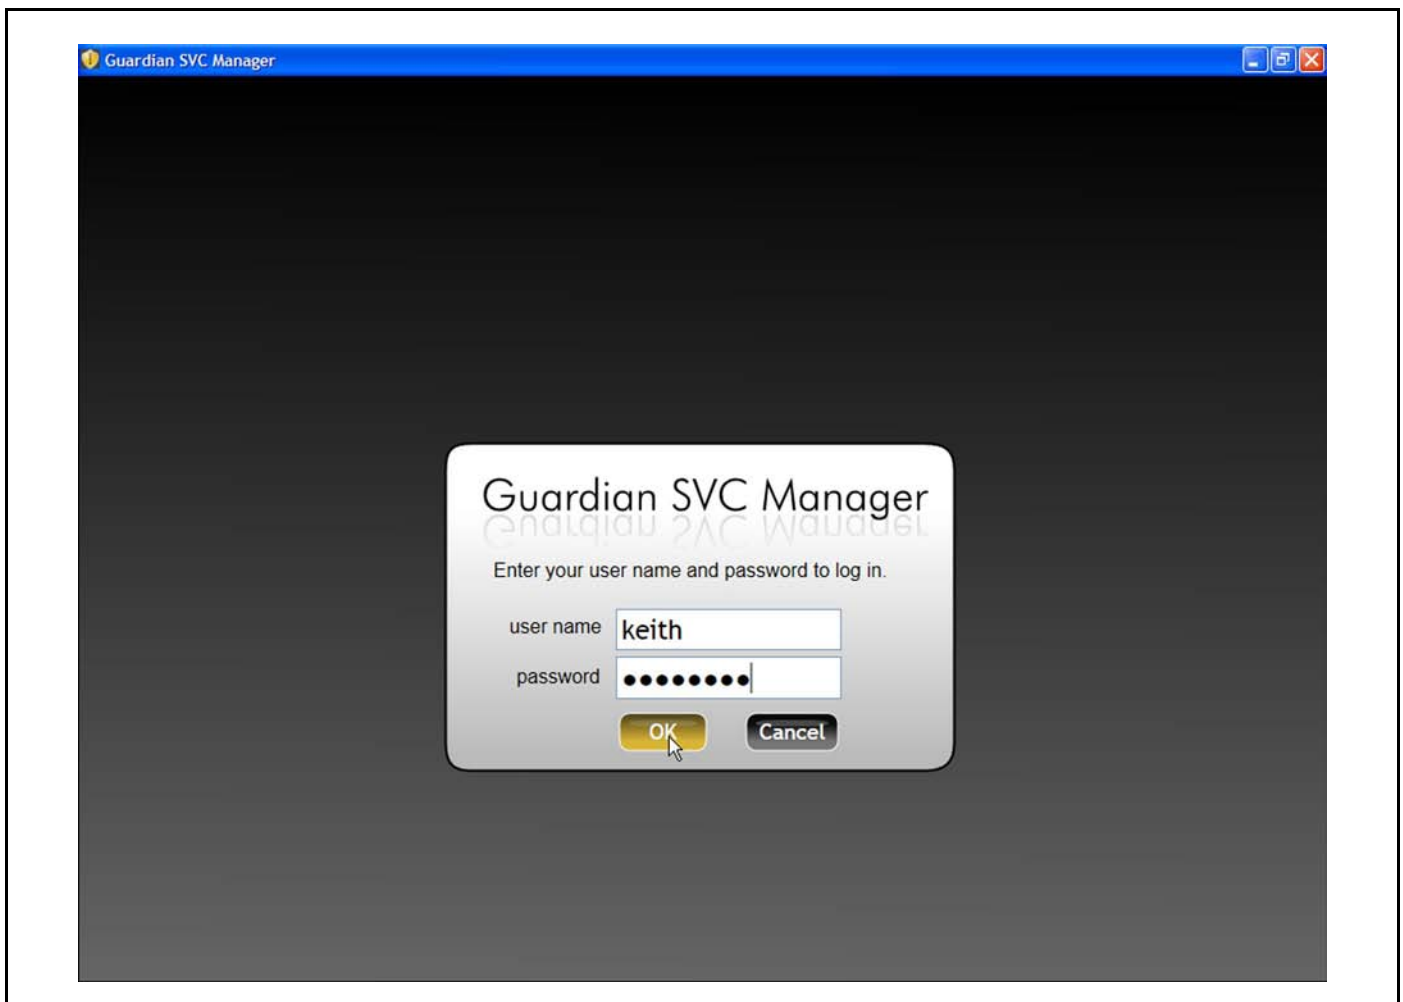 Guardian SVC Manager
Guardian SVC Manager
Enter your user name and password to log in.
user name keith
password ••••••••
OK Cancel